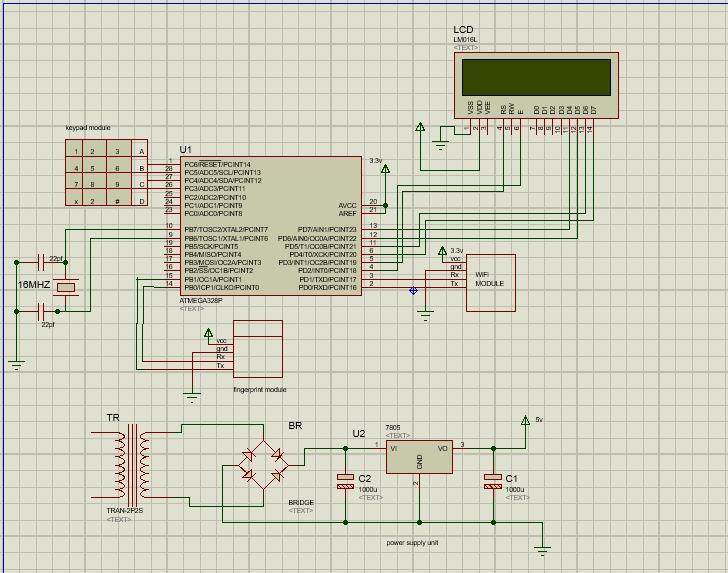 LCD
LM016L
<TEXT>
VSS
VDD
VEE
RS
RW
E
D0
D1
D2
D3
D4
D5
D6
D7
1
2
3
4
5
6
7
8
9
10
11
12
13
14
keypad module
1 2 3 A
4 5 6 B
7 8 9 C
x 2 # D
U1
1 PC6/RESET/PCINT14
28 PC5/ADC5/SCL/PCINT13
27 PC4/ADC4/SDA/PCINT12
26 PC3/ADC3/PCINT11
25 PC2/ADC2/PCINT10
24 PC1/ADC1/PCINT9
23 PC0/ADC0/PCINT8
10 PB7/TOSC2/XTAL2/PCINT7
9 PB6/TOSC1/XTAL1/PCINT6
19 PB5/SCK/PCINT5
18 PB4/MISO/PCINT4
17 PB3/MOSI/OC2A/PCINT3
16 PB2/SS/OC1B/PCINT2
15 PB1/OC1A/PCINT1
14 PB0/ICP1/CLKO/PCINT0
3.3v
AVCC 20
AREF 21
PD7/AIN1/PCINT23 13
PD6/AIN0/OC0A/PCINT22 12
PD5/T1/OC0B/PCINT21 11
PD4/T0/XCK/PCINT20 6
PD3/INT1/OC2B/PCINT19 5
PD2/INT0/PCINT18 4
PD1/TXD/PCINT17 3
PD0/RXD/PCINT16 2
ATMEGA328P
<TEXT>
22pf
16MHZ
22pf
3.3v
vcc
gnd
Rx
Tx
WiFi
MODULE
vcc
gnd
Rx
Tx
fingerprint module
TR
TRAN-2P2S
<TEXT>
BR
BRIDGE
<TEXT>
U2
7805
<TEXT>
1 VI VO 3
GND
2
C2
1000u
<TEXT>
C1
1000u
<TEXT>
5v
power supply unit